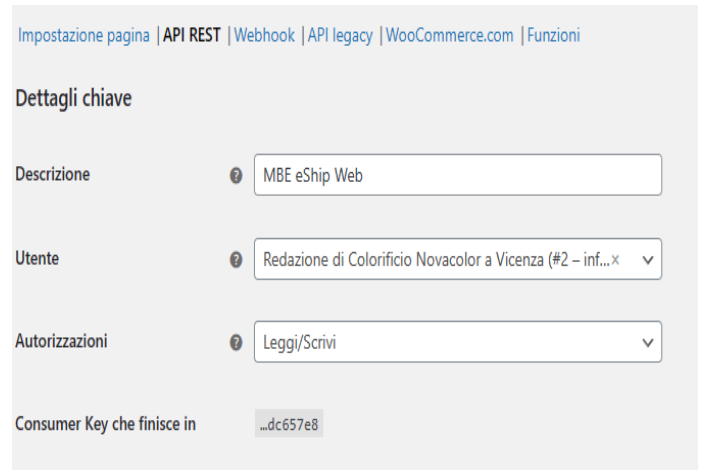 Impostazione pagina | API REST | Webhook | API legacy | WooCommerce.com | Funzioni
Dettagli chiave
Descrizione MBE eShip Web
Utente Redazione di Colorificio Novacolor a Vicenza (#2 – inf...×
Autorizzazioni Leggi/Scrivi
Consumer Key che finisce in ...dc657e8